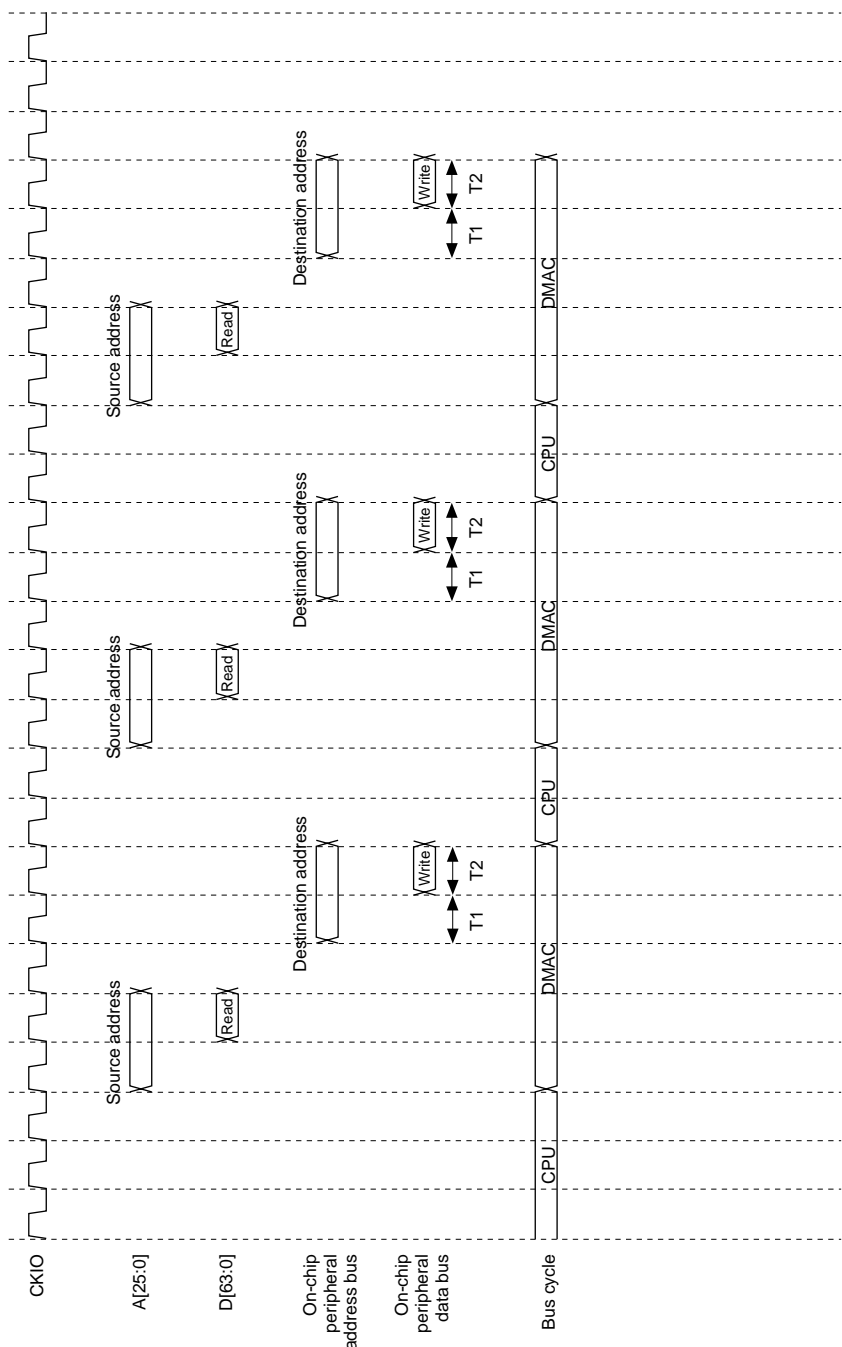 CKIO
Source address
Source address
Source address
A[25:0]
Read
Read
Read
D[63:0]
Destination address
Destination address
Destination address
On-chip
peripheral
address bus
Write
Write
Write
On-chip
peripheral
data bus
T1
T2
T1
T2
T1
T2
CPU
DMAC
CPU
DMAC
CPU
DMAC
Bus cycle